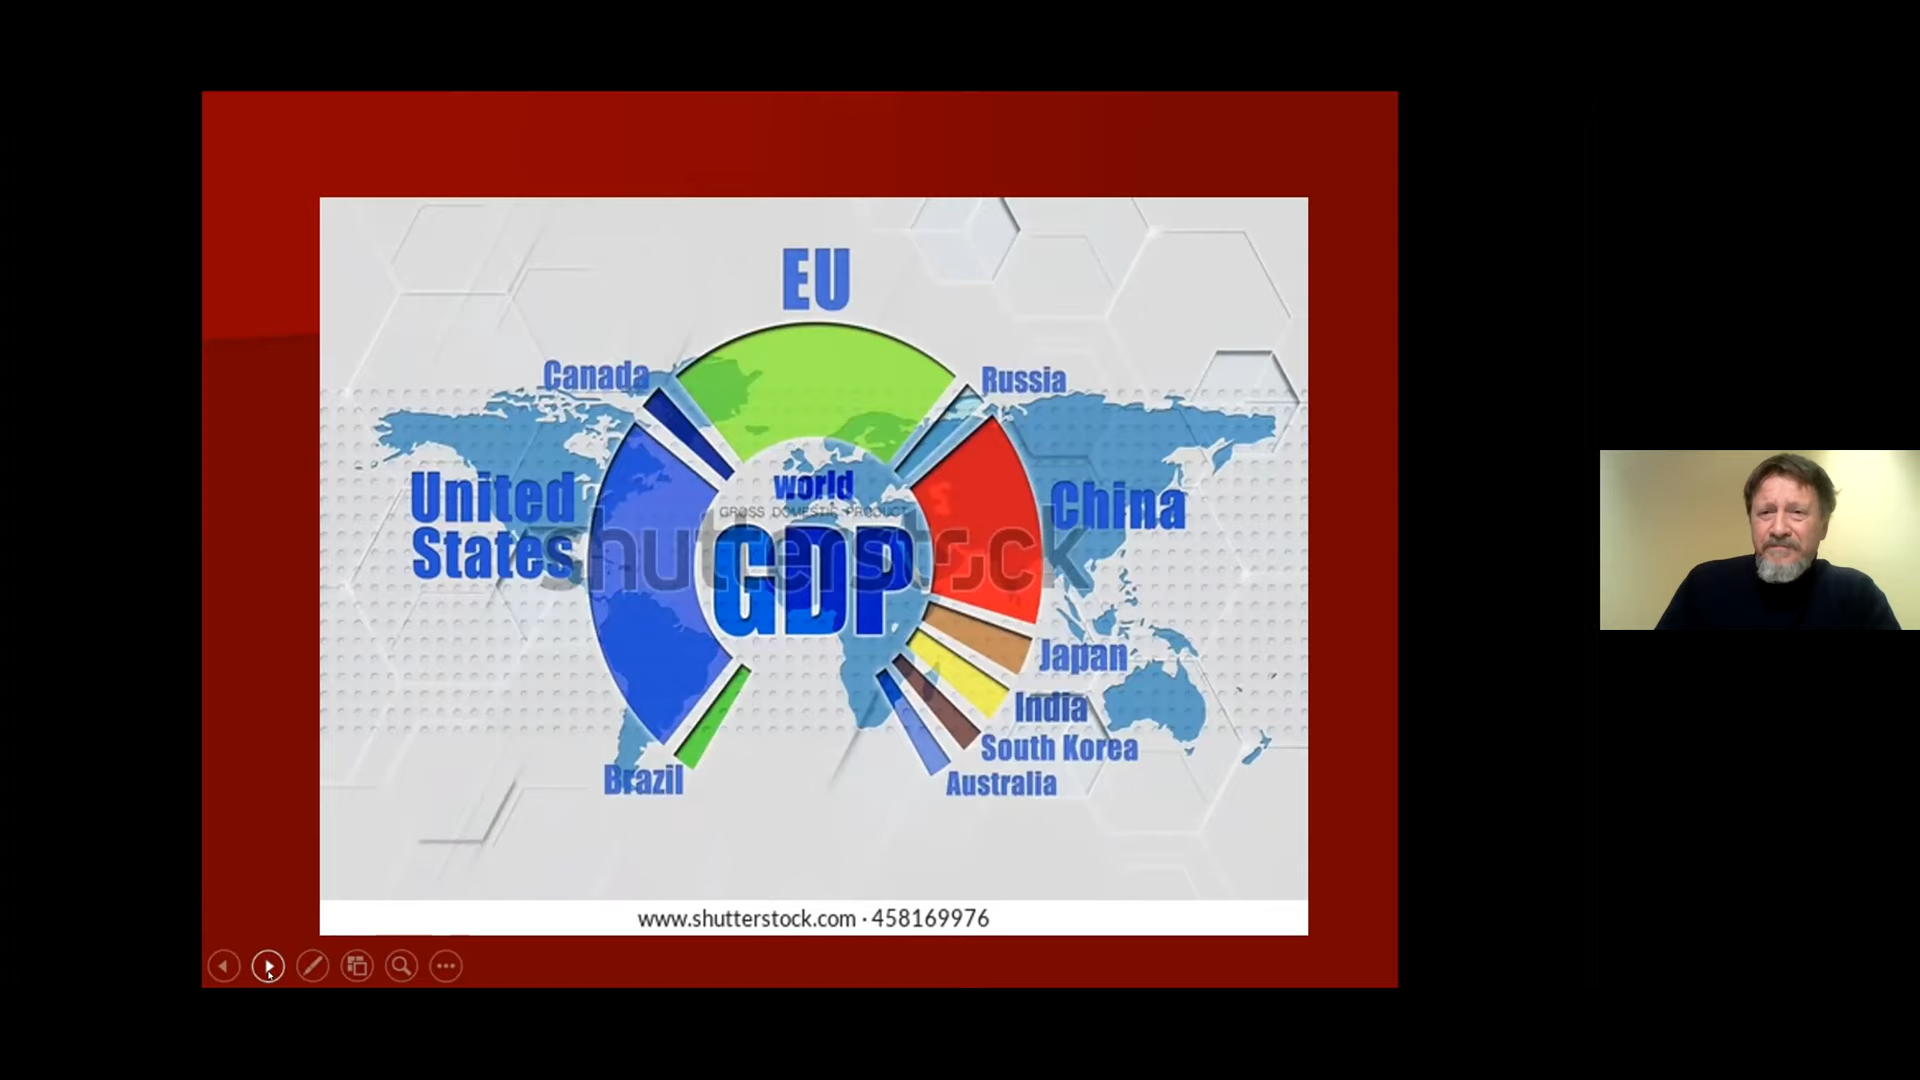 EU
Canada
Russia
United
States
China
world
GROSS DOMESTIC PRODUCT
GDP
shutterstock
Japan
India
South Korea
Australia
Brazil
www.shutterstock.com · 458169976